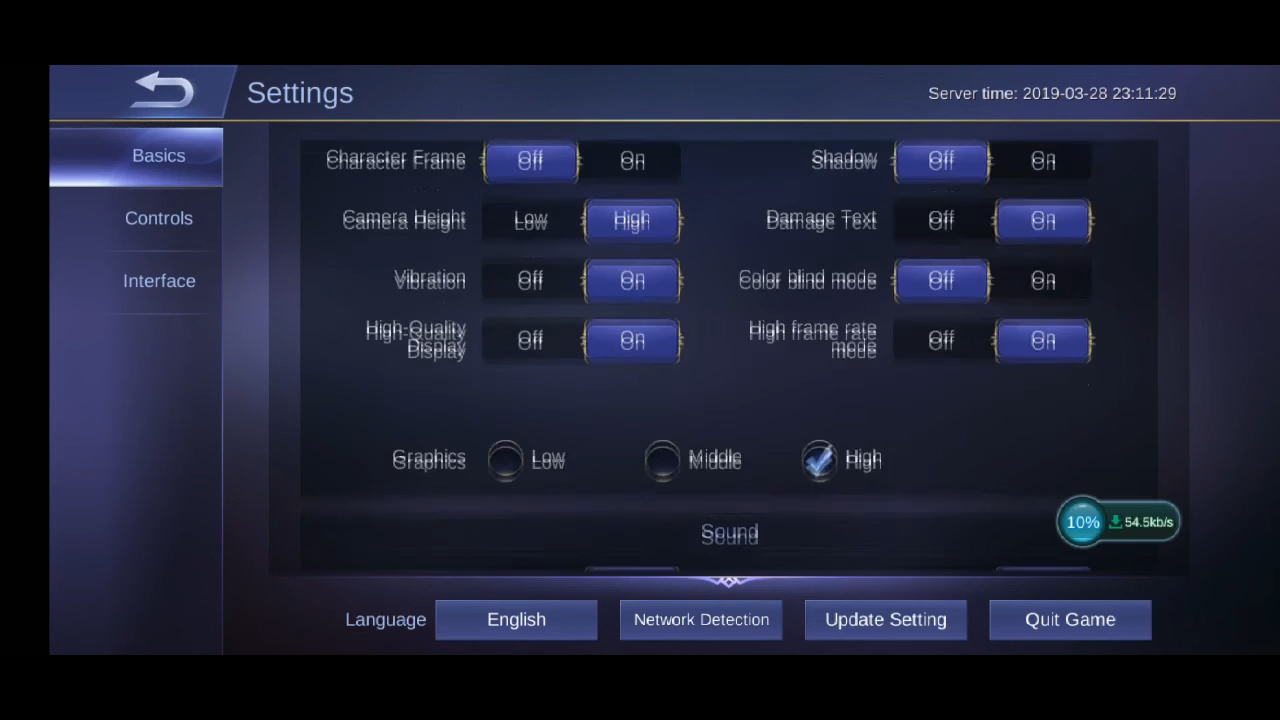 Settings
Server time: 2019-03-28 23:11:29
Basics
Controls
Interface
Character Frame Off On Shadow Off On
Camera Height Low High Damage Text Off On
Vibration Off On Color blind mode Off On
High-Quality Display Off On High frame rate mode Off On
Graphics Low Middle High
Sound
10% 54.5kb/s
Language English Network Detection Update Setting Quit Game